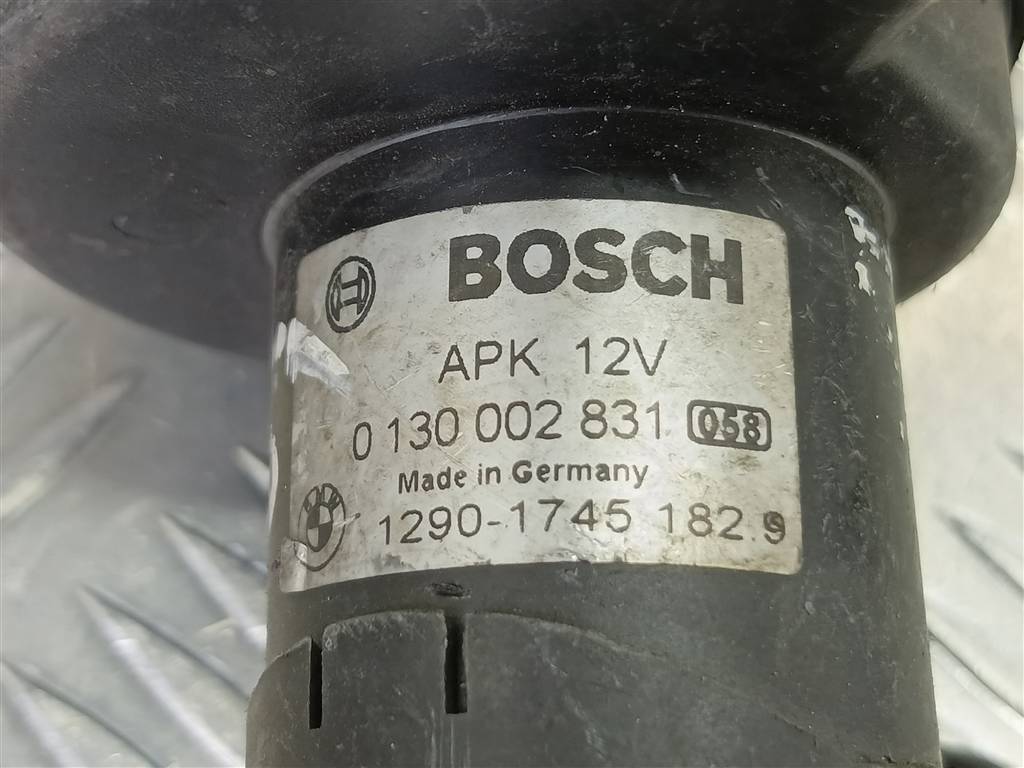 BOSCH
APK 12V
0 130 002 831 058
Made in Germany
1290-1745 182.9